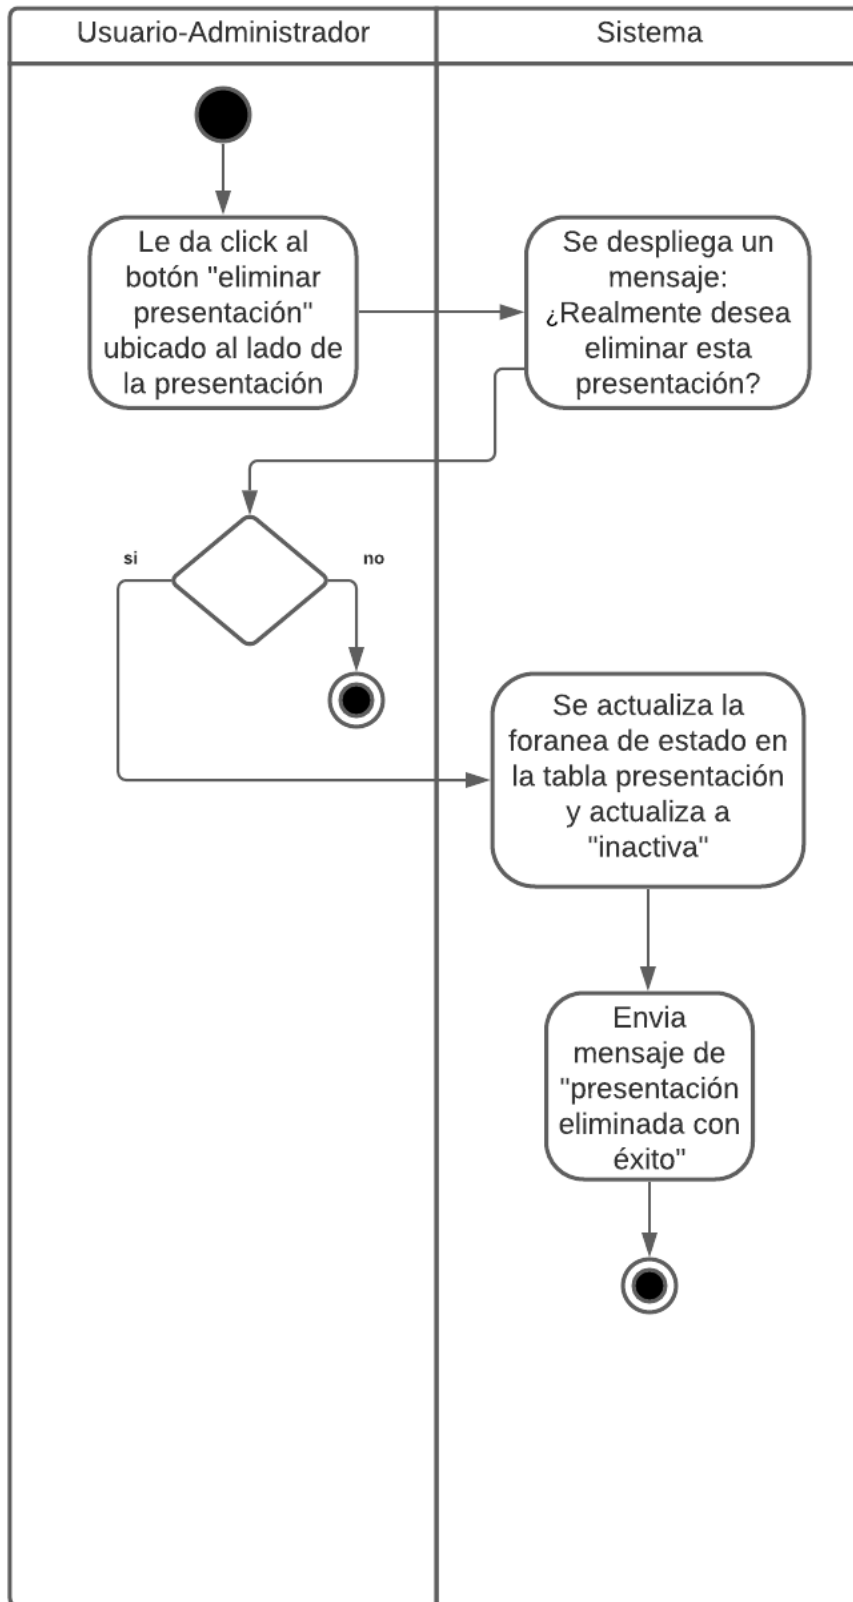 Usuario-Administrador
Sistema
Le da click al
botón "eliminar
presentación"
ubicado al lado de
la presentación
Se despliega un
mensaje:
¿Realmente desea
eliminar esta
presentación?
si
no
Se actualiza la
foranea de estado en
la tabla presentación
y actualiza a
"inactiva"
Envia
mensaje de
"presentación
eliminada con
éxito"